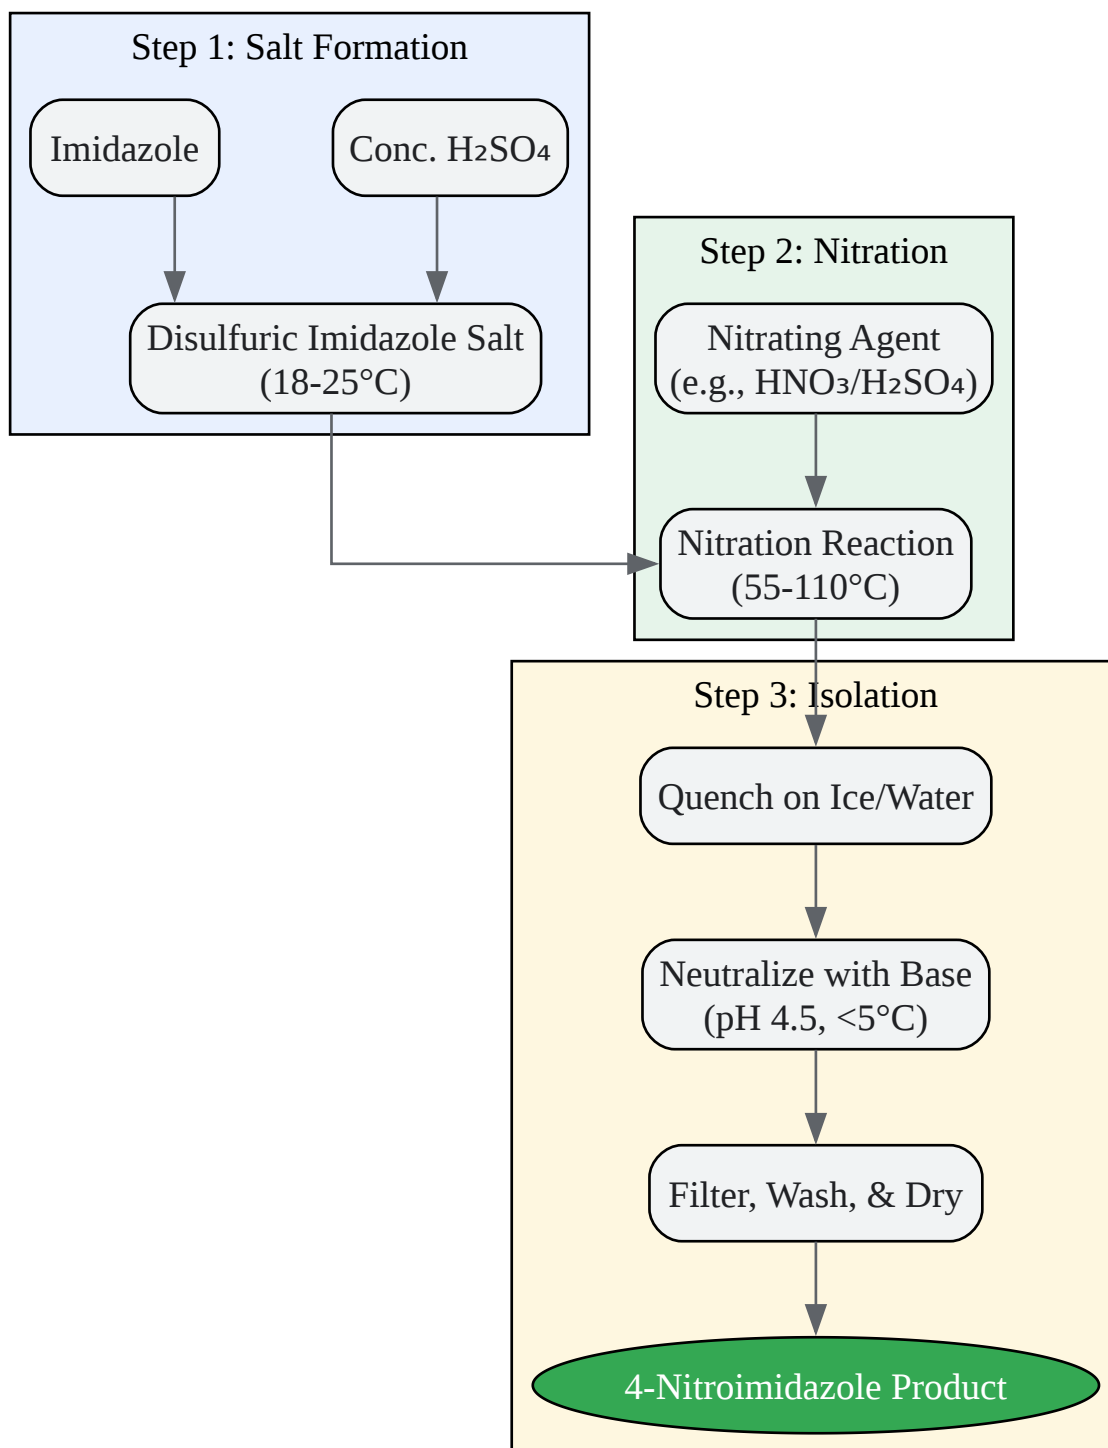 Step 1: Salt Formation
Imidazole
Conc. H₂SO₄
Disulfuric Imidazole Salt
(18-25°C)
Step 2: Nitration
Nitrating Agent
(e.g., HNO₃/H₂SO₄)
Nitration Reaction
(55-110°C)
Step 3: Isolation
Quench on Ice/Water
Neutralize with Base
(pH 4.5, <5°C)
Filter, Wash, & Dry
4-Nitroimidazole Product